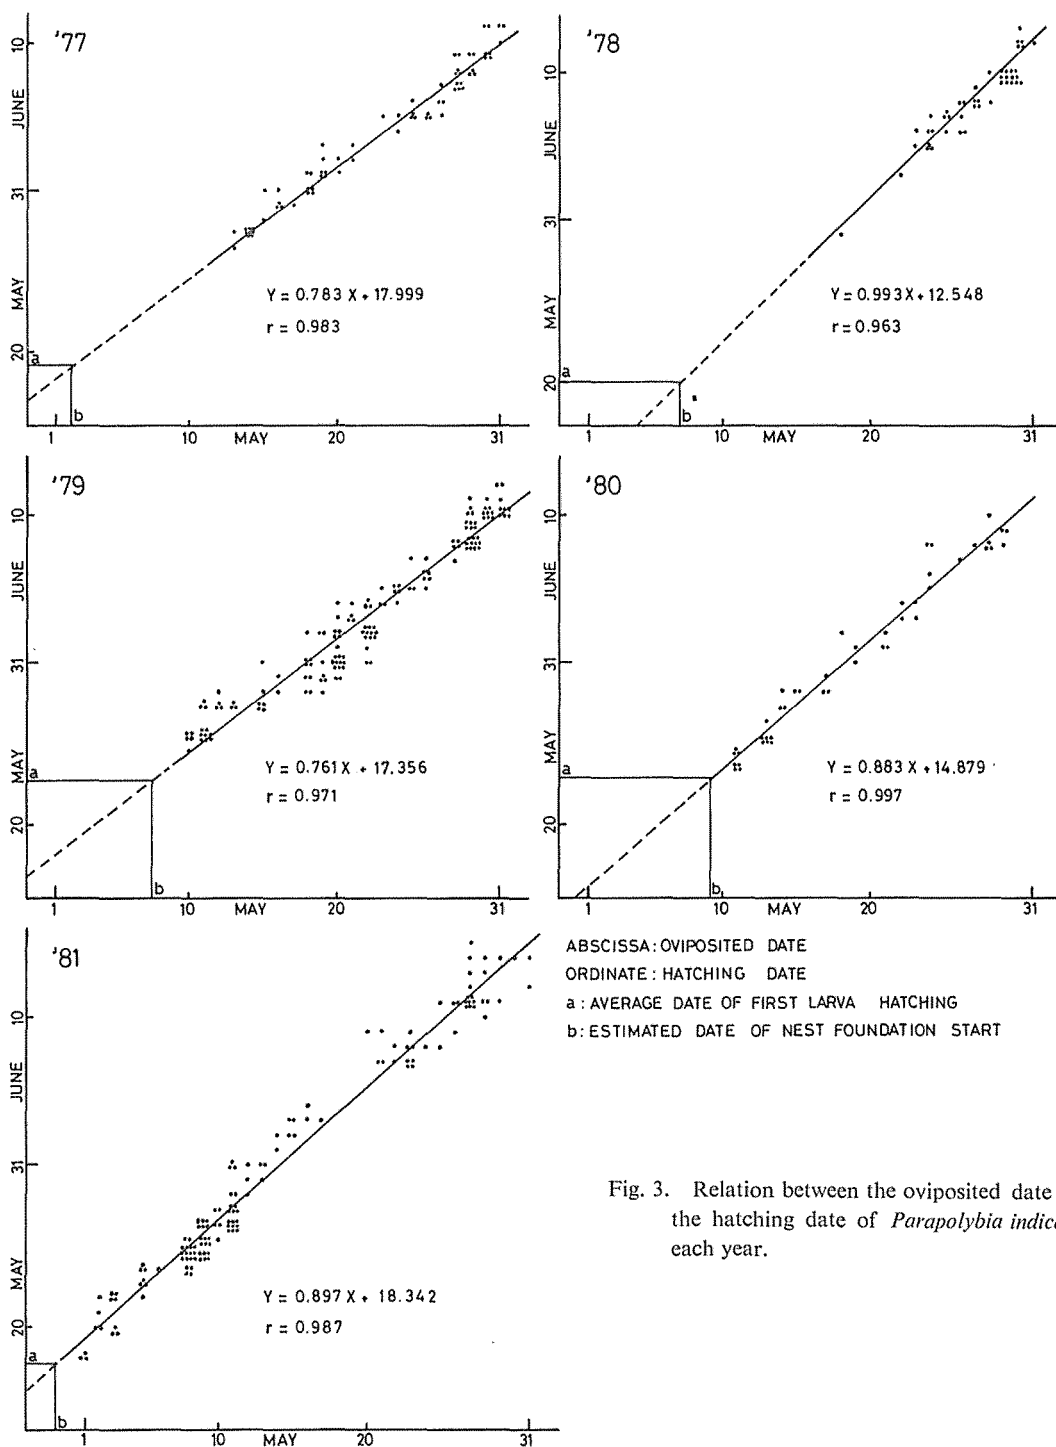 '77
10
JUNE
31
MAY
20
a
b
Y = 0.783 X + 17.999
r = 0.983
1
10
MAY
20
31
'78
10
JUNE
31
MAY
20
a
b
Y = 0.993X + 12.548
r = 0.963
1
10
MAY
20
31
'79
10
JUNE
31
MAY
20
a
b
Y = 0.761X + 17.356
r = 0.971
1
10
MAY
20
31
'80
10
JUNE
31
MAY
20
a
b
Y = 0.883 X + 14.879
r = 0.997
1
10
MAY
20
31
'81
10
JUNE
31
MAY
20
a
b
Y = 0.897 X + 18.342
r = 0.987
1
10
MAY
20
31
ABSCISSA: OVIPOSITED DATE
ORDINATE: HATCHING DATE
a: AVERAGE DATE OF FIRST LARVA HATCHING
b: ESTIMATED DATE OF NEST FOUNDATION START
Fig. 3. Relation between the oviposited date
the hatching date of Parapolybia indic
each year.